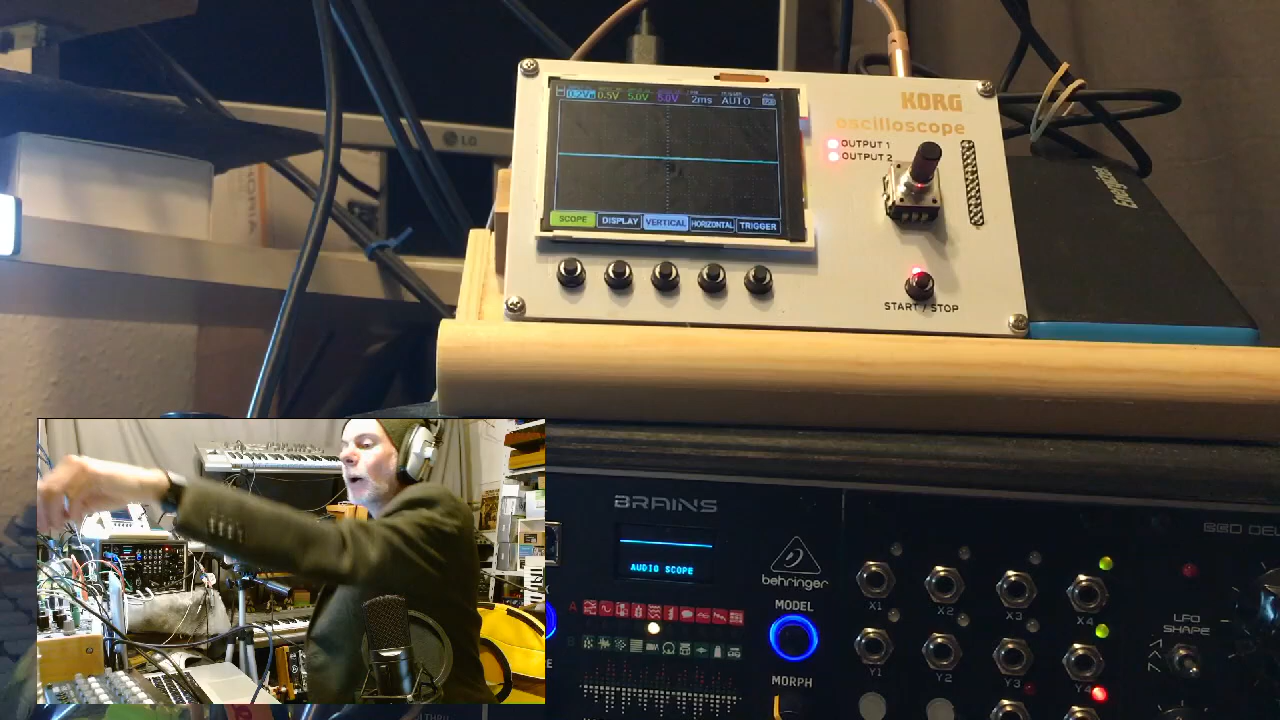 LG
0.2V 0.5V 5.0V 5.0V 2ms AUTO
SCOPE DISPLAY VERTICAL HORIZONTAL TRIGGER
KORG
oscilloscope
OUTPUT 1
OUTPUT 2
START / STOP
BRAINS
AUDIO SCOPE
behringer
MODEL
MORPH
A
B
X1 X2 X3 X4
Y1 Y2 Y3 Y4
LFO
SHAPE
THRU